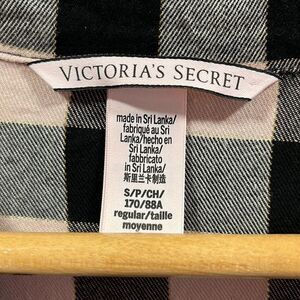 VICTORIA'S SECRET
made in Sri Lanka/
fabriqué au Sri
Lanka/hecho en
Sri Lanka/
fabbricato
in Sri Lanka/
斯里兰卡制造
S/P/CH/
170/88A
regular/taille
moyenne